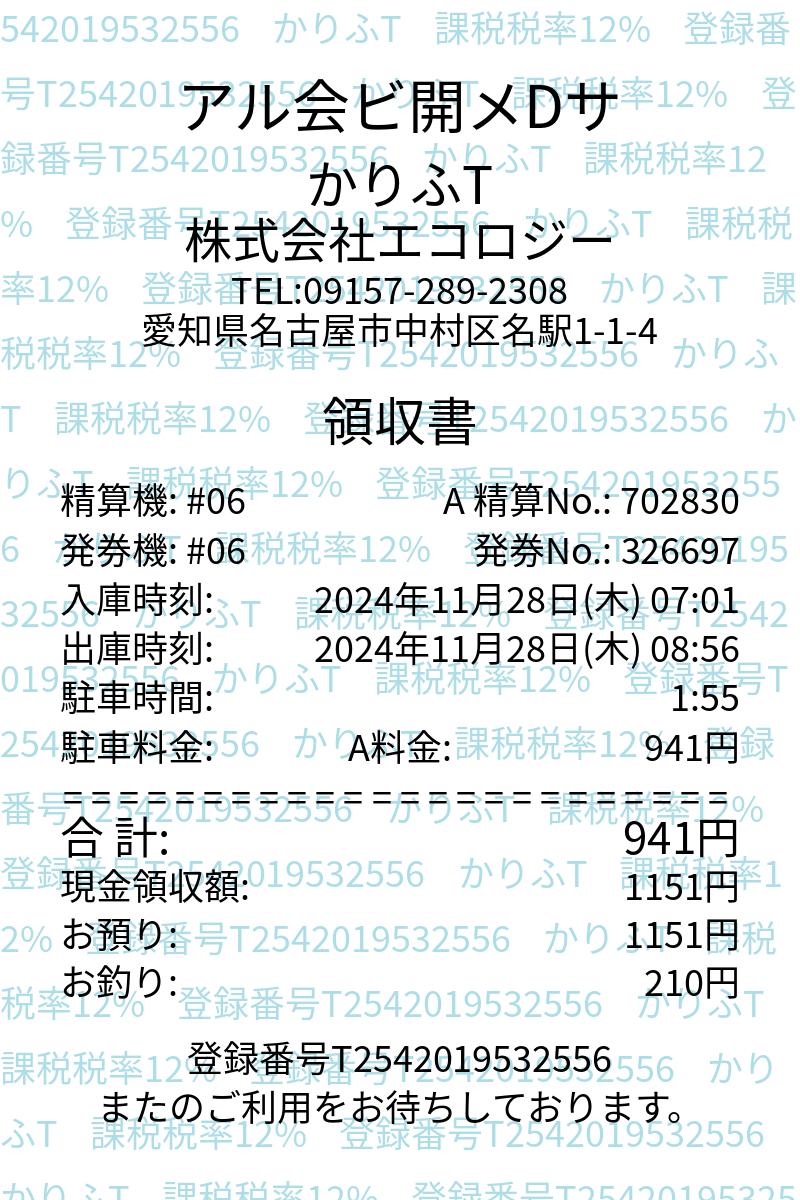 アル会ビ開メDサ
かりふT
株式会社エコロジー
TEL:09157-289-2308
愛知県名古屋市中村区名駅1-1-4
領収書
精算機: #06 A 精算No.: 702830
発券機: #06 発券No.: 326697
入庫時刻: 2024年11月28日(木) 07:01
出庫時刻: 2024年11月28日(木) 08:56
駐車時間: 1:55
駐車料金: A料金: 941円
========================
合 計: 941円
現金領収額: 1151円
お預り: 1151円
お釣り: 210円
登録番号T2542019532556
またのご利用をお待ちしております。
542019532556 かりふT 課税税率12% 登録番
号T2542019532556 かりふT 課税税率12% 登
録番号T2542019532556 かりふT 課税税率12
% 登録番号T2542019532556 かりふT 課税税
率12% 登録番号T2542019532556 かりふT 課
税税率12% 登録番号T2542019532556 かりふ
T 課税税率12% 登録番号T2542019532556 か
りふT 課税税率12% 登録番号T254201953255
6 かりふT 課税税率12% 登録番号T25420195
32556 かりふT 課税税率12% 登録番号T2542
019532556 かりふT 課税税率12% 登録番号T
2542019532556 かりふT 課税税率12% 登録
番号T2542019532556 かりふT 課税税率12%
登録番号T2542019532556 かりふT 課税税率1
2% 登録番号T2542019532556 かりふT 課税
税率12% 登録番号T2542019532556 かりふT
課税税率12% 登録番号T2542019532556 かり
ふT 課税税率12% 登録番号T2542019532556
かりふT 課税税率12% 登録番号T254201953255